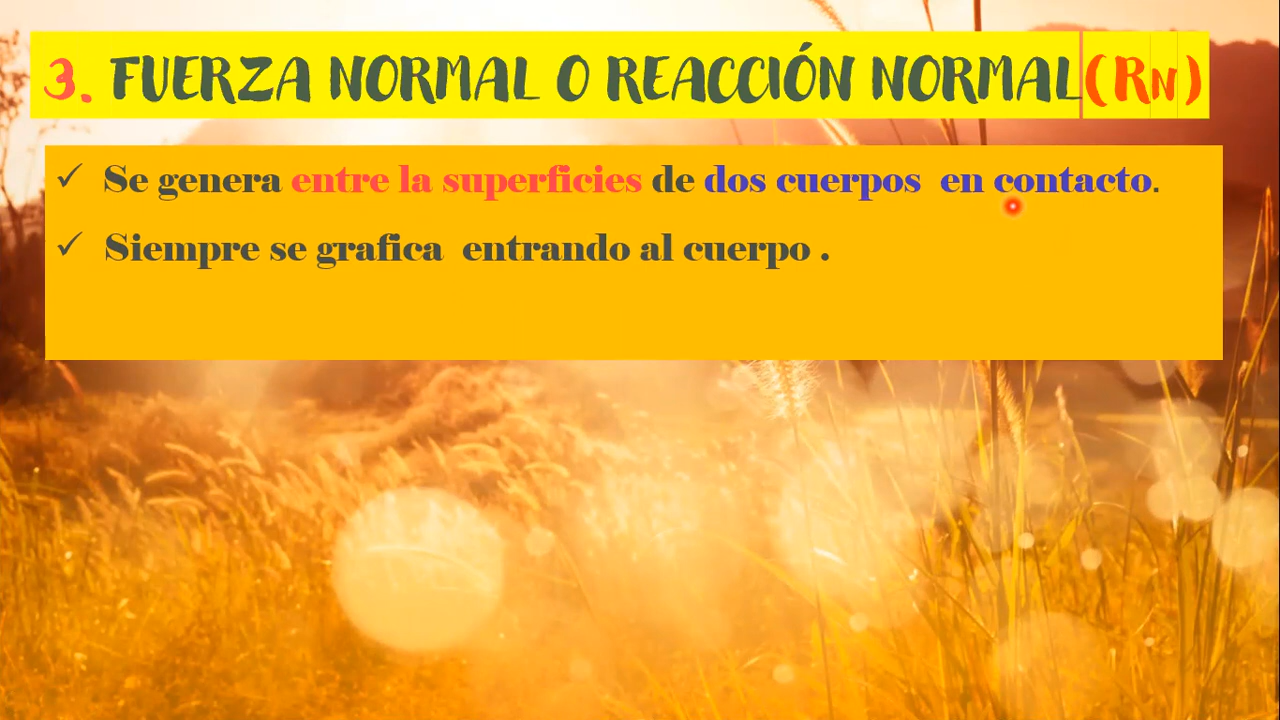 3. FUERZA NORMAL O REACCIÓN NORMAL(RN)
✓ Se genera entre la superficies de dos cuerpos en contacto.
✓ Siempre se grafica entrando al cuerpo .